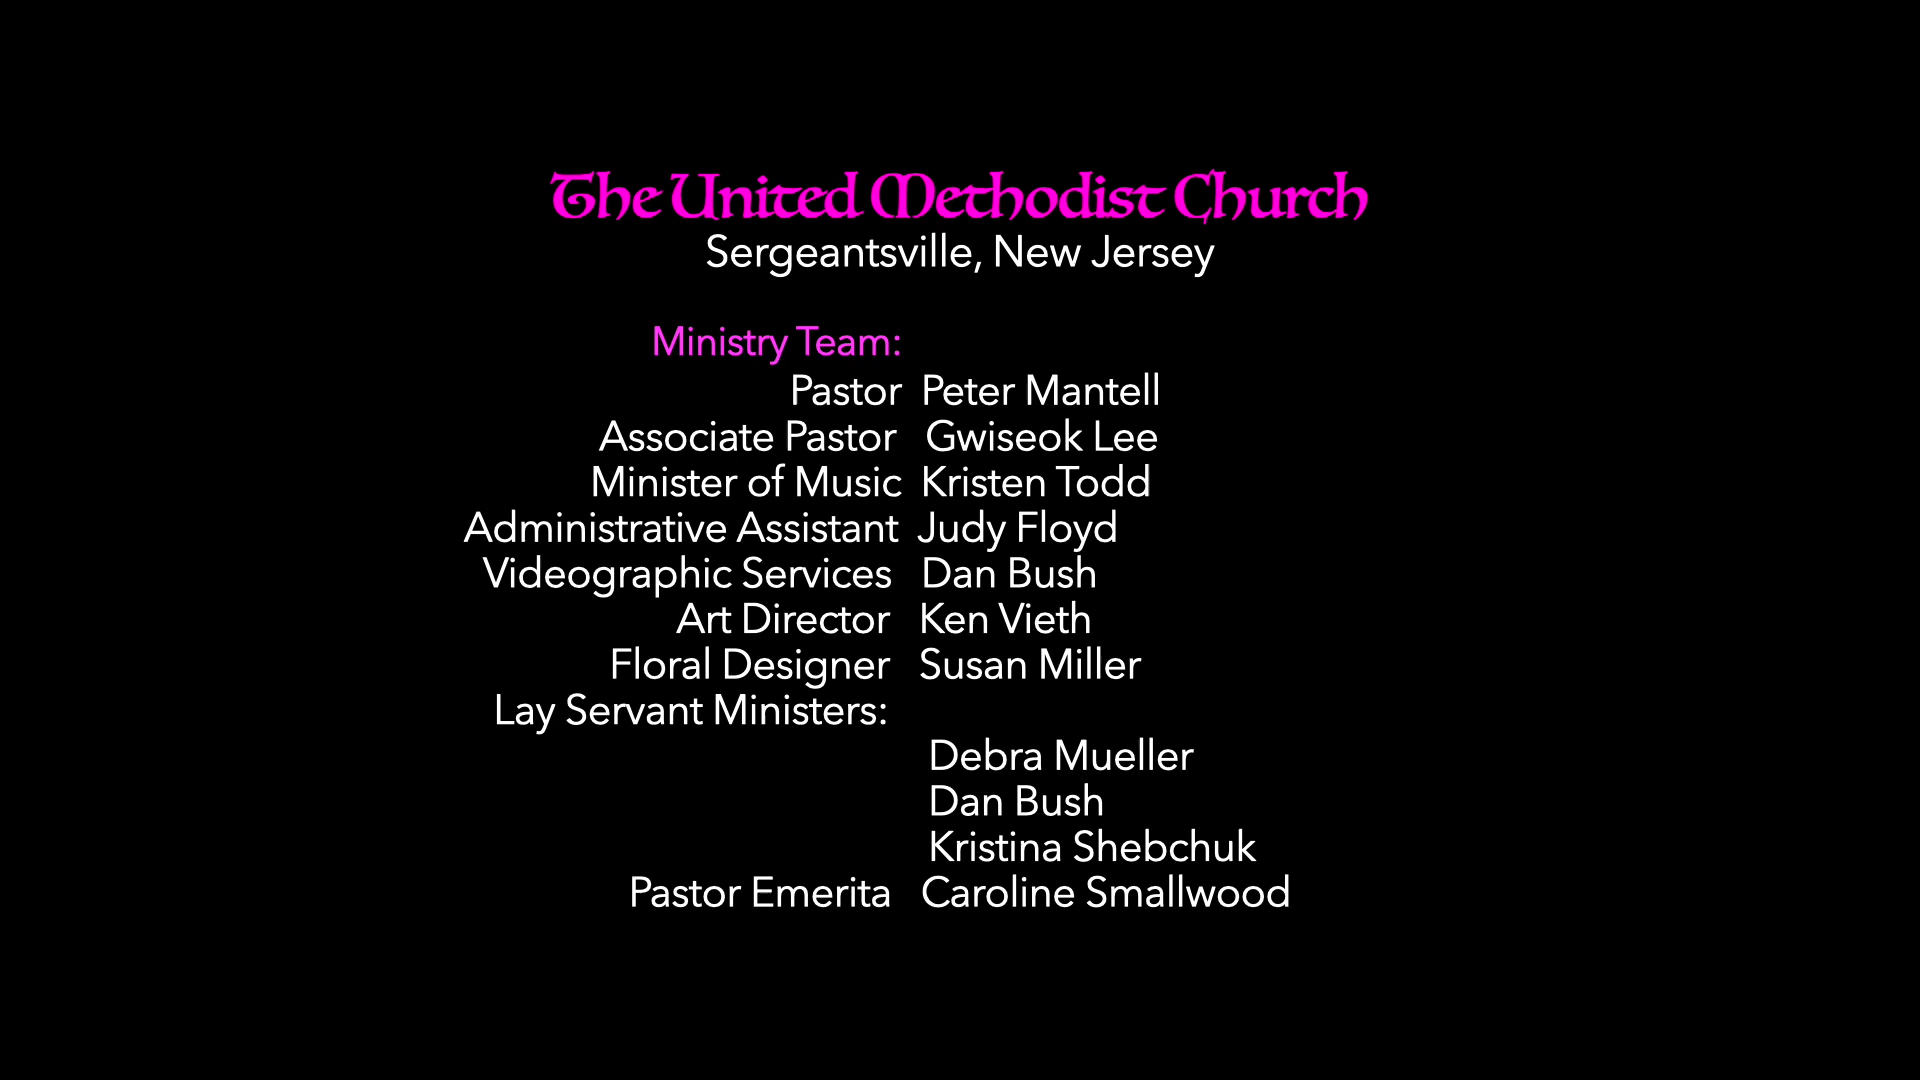 The United Methodist Church
Sergeantsville, New Jersey
Ministry Team:
Pastor Peter Mantell
Associate Pastor Gwiseok Lee
Minister of Music Kristen Todd
Administrative Assistant Judy Floyd
Videographic Services Dan Bush
Art Director Ken Vieth
Floral Designer Susan Miller
Lay Servant Ministers:
Debra Mueller
Dan Bush
Kristina Shebchuk
Pastor Emerita Caroline Smallwood